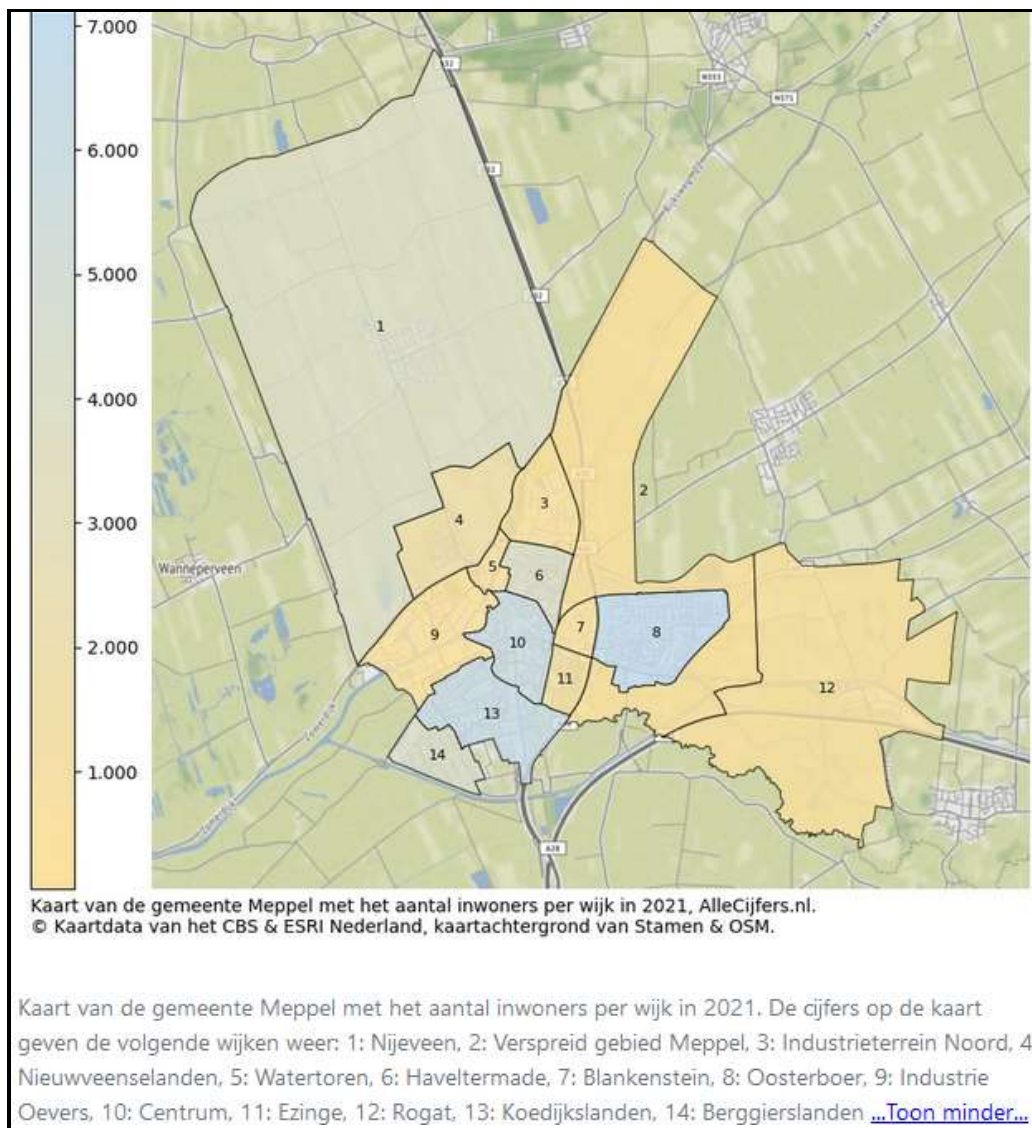 7.000
6.000
5.000
4.000
3.000
2.000
1.000
N353
N371
1
2
3
4
5
6
7
8
9
10
11
12
13
14
Wanneperveen
Zomerdijk
Zomerdijk
A28
Kaart van de gemeente Meppel met het aantal inwoners per wijk in 2021, AlleCijfers.nl.
© Kaartdata van het CBS & ESRI Nederland, kaartachtergrond van Stamen & OSM.
Kaart van de gemeente Meppel met het aantal inwoners per wijk in 2021. De cijfers op de kaart
geven de volgende wijken weer: 1: Nijeveen, 2: Verspreid gebied Meppel, 3: Industrieterrein Noord, 4
Nieuwveenselanden, 5: Watertoren, 6: Haveltermade, 7: Blankenstein, 8: Oosterboer, 9: Industrie
Oevers, 10: Centrum, 11: Ezinge, 12: Rogat, 13: Koedijkslanden, 14: Berggierslanden ...Toon minder...